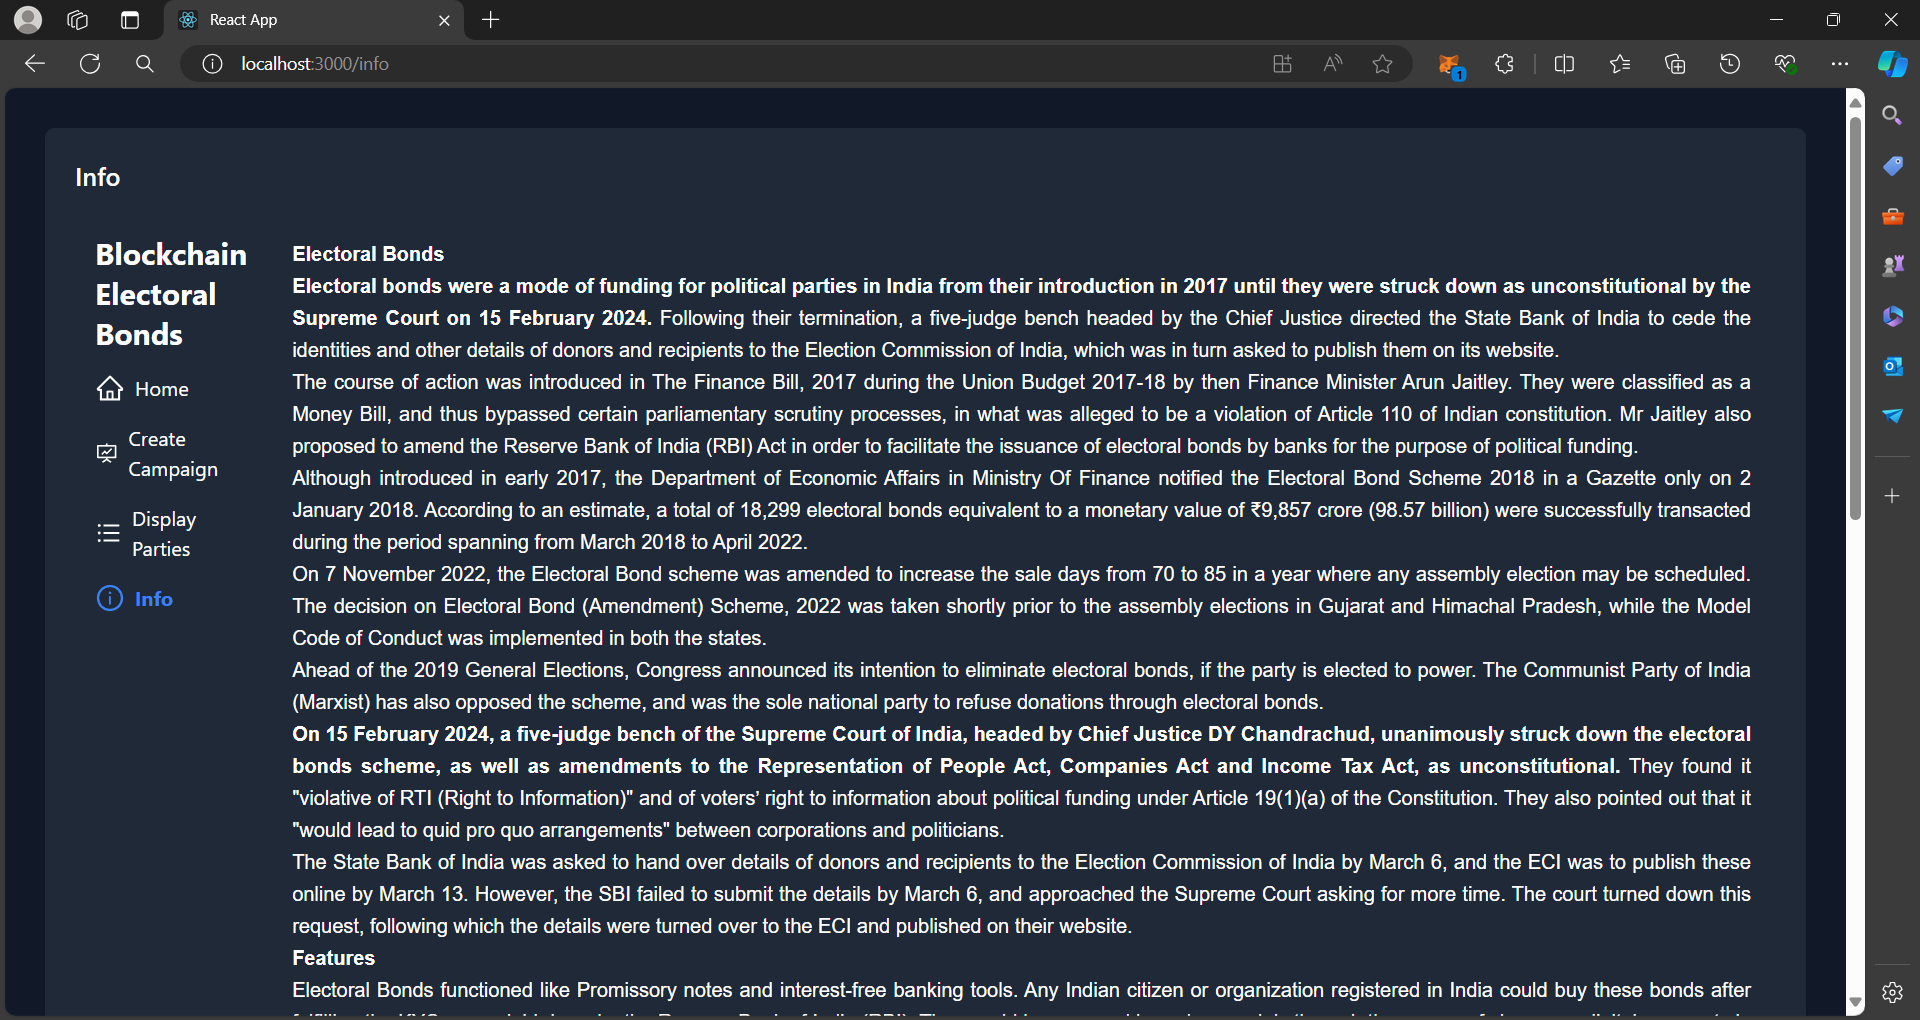 React App
localhost:3000/info
1
Info
Blockchain
Electoral
Bonds
Home
Create
Campaign
Display
Parties
Info
Electoral Bonds
Electoral bonds were a mode of funding for political parties in India from their introduction in 2017 until they were struck down as unconstitutional by the
Supreme Court on 15 February 2024. Following their termination, a five-judge bench headed by the Chief Justice directed the State Bank of India to cede the
identities and other details of donors and recipients to the Election Commission of India, which was in turn asked to publish them on its website.
The course of action was introduced in The Finance Bill, 2017 during the Union Budget 2017-18 by then Finance Minister Arun Jaitley. They were classified as a
Money Bill, and thus bypassed certain parliamentary scrutiny processes, in what was alleged to be a violation of Article 110 of Indian constitution. Mr Jaitley also
proposed to amend the Reserve Bank of India (RBI) Act in order to facilitate the issuance of electoral bonds by banks for the purpose of political funding.
Although introduced in early 2017, the Department of Economic Affairs in Ministry Of Finance notified the Electoral Bond Scheme 2018 in a Gazette only on 2
January 2018. According to an estimate, a total of 18,299 electoral bonds equivalent to a monetary value of ₹9,857 crore (98.57 billion) were successfully transacted
during the period spanning from March 2018 to April 2022.
On 7 November 2022, the Electoral Bond scheme was amended to increase the sale days from 70 to 85 in a year where any assembly election may be scheduled.
The decision on Electoral Bond (Amendment) Scheme, 2022 was taken shortly prior to the assembly elections in Gujarat and Himachal Pradesh, while the Model
Code of Conduct was implemented in both the states.
Ahead of the 2019 General Elections, Congress announced its intention to eliminate electoral bonds, if the party is elected to power. The Communist Party of India
(Marxist) has also opposed the scheme, and was the sole national party to refuse donations through electoral bonds.
On 15 February 2024, a five-judge bench of the Supreme Court of India, headed by Chief Justice DY Chandrachud, unanimously struck down the electoral
bonds scheme, as well as amendments to the Representation of People Act, Companies Act and Income Tax Act, as unconstitutional. They found it
"violative of RTI (Right to Information)" and of voters’ right to information about political funding under Article 19(1)(a) of the Constitution. They also pointed out that it
"would lead to quid pro quo arrangements" between corporations and politicians.
The State Bank of India was asked to hand over details of donors and recipients to the Election Commission of India by March 6, and the ECI was to publish these
online by March 13. However, the SBI failed to submit the details by March 6, and approached the Supreme Court asking for more time. The court turned down this
request, following which the details were turned over to the ECI and published on their website.
Features
Electoral Bonds functioned like Promissory notes and interest-free banking tools. Any Indian citizen or organization registered in India could buy these bonds after